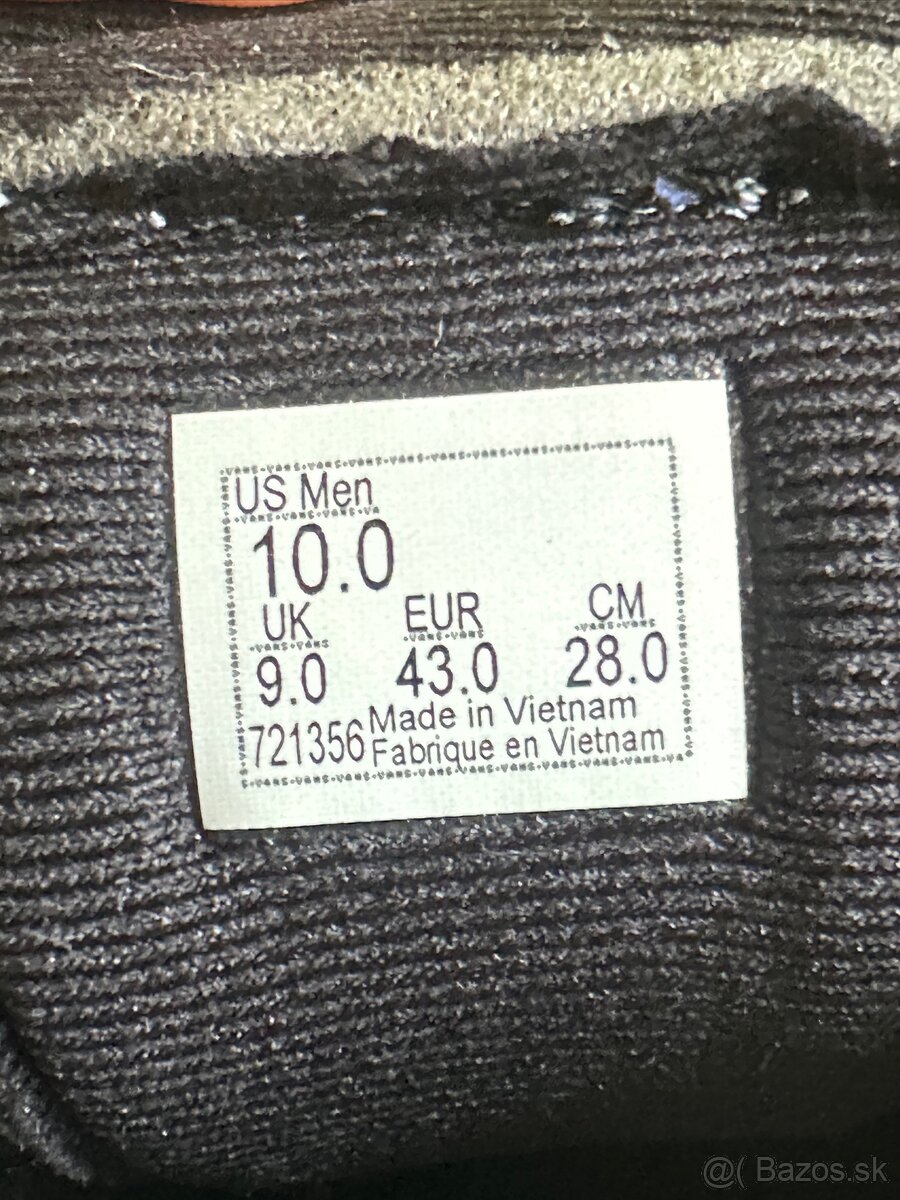 US Men
10.0
UK EUR CM
9.0 43.0 28.0
721356 Made in Vietnam
Fabrique en Vietnam
@( Bazos.sk